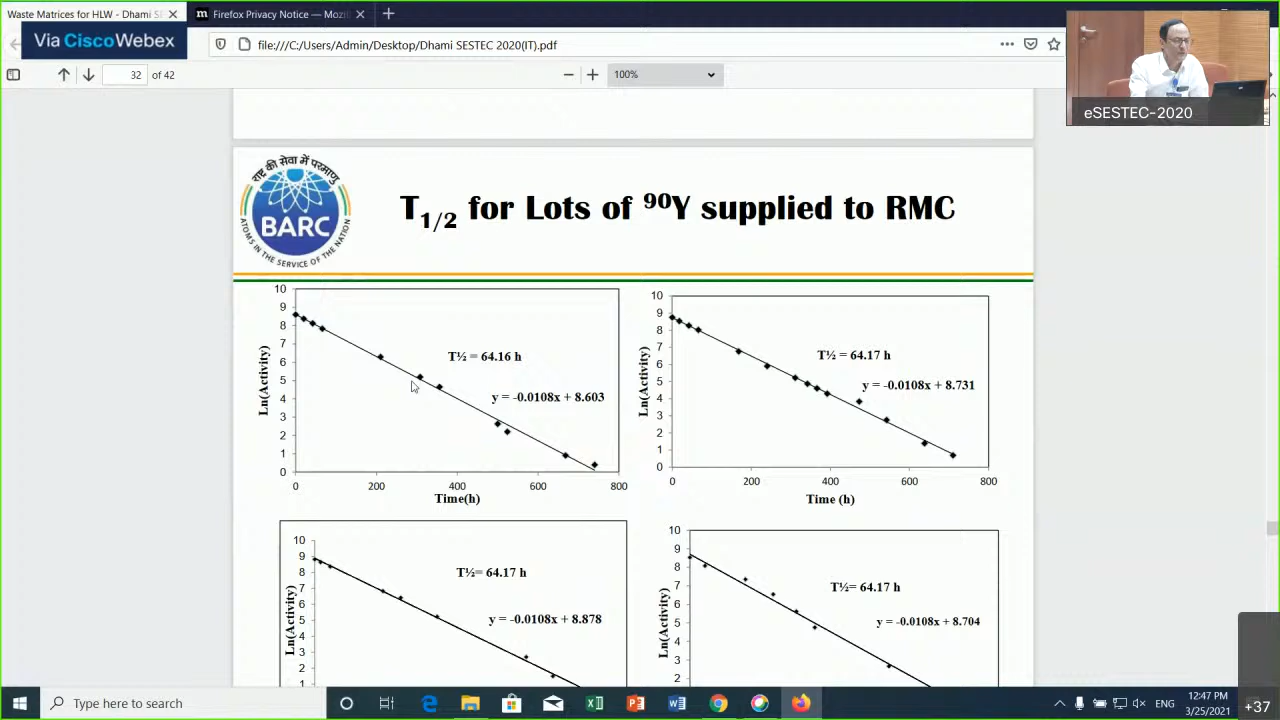 Waste Matrices for HLW - Dhami S
Firefox Privacy Notice — Mozi
Via CiscoWebex
file:///C:/Users/Admin/Desktop/Dhami SESTEC 2020(IT).pdf
32 of 42
100%
eSESTEC-2020
राष्ट्र की सेवा में परमाणु
BARC
ATOMS IN THE SERVICE OF THE NATION
T1/2 for Lots of ⁹⁰Y supplied to RMC
10
9
8
7
6
5
4
3
2
1
0
Ln(Activity)
T½ = 64.16 h
y = -0.0108x + 8.603
0 200 400 600 800
Time(h)
10
9
8
7
6
5
4
3
2
1
0
Ln(Activity)
T½ = 64.17 h
y = -0.0108x + 8.731
0 200 400 600 800
Time (h)
10
9
8
7
6
5
4
3
2
1
Ln(Activity)
T½= 64.17 h
y = -0.0108x + 8.878
10
9
8
7
6
5
4
3
2
Ln(Activity)
T½= 64.17 h
y = -0.0108x + 8.704
Type here to search
ENG
12:47 PM
3/25/2021
+37